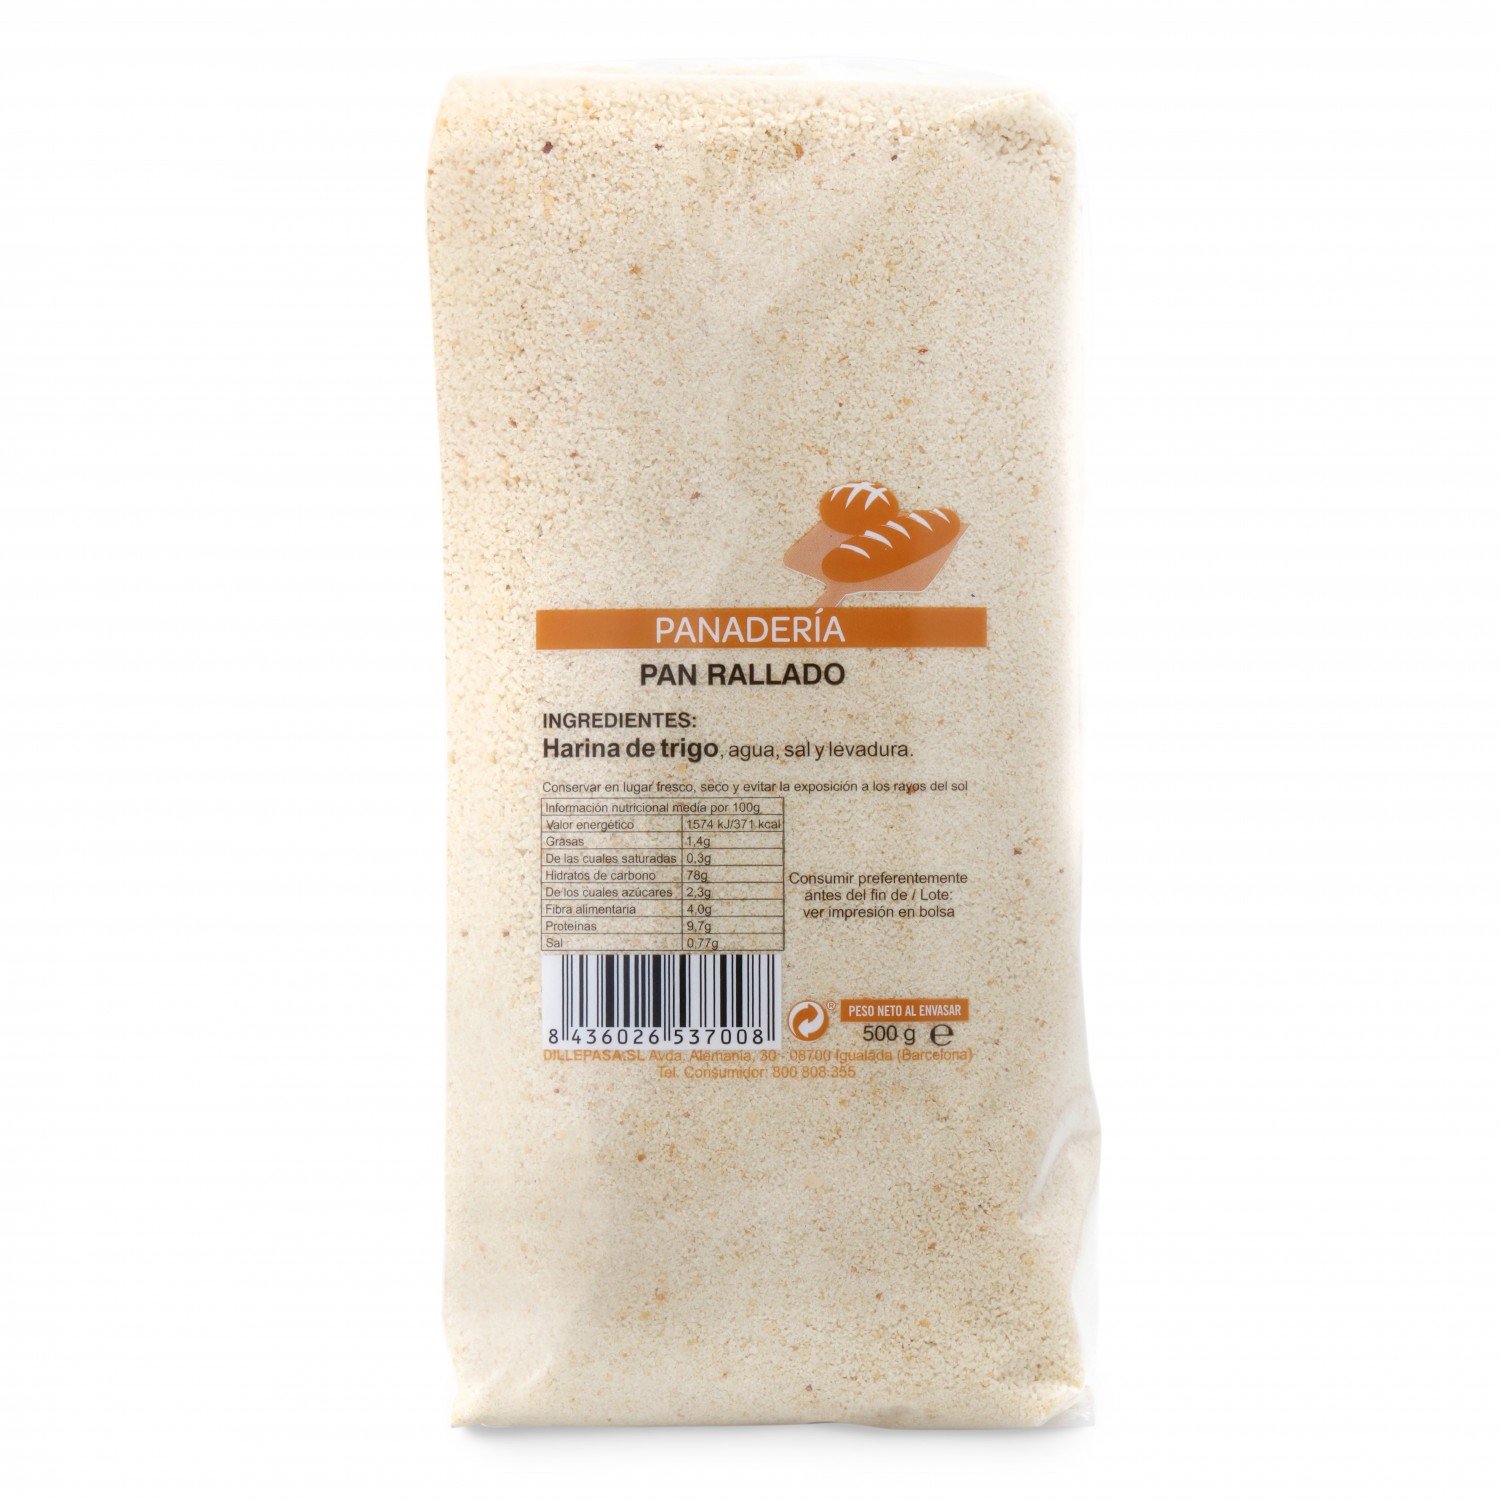 PANADERÍA
PAN RALLADO
INGREDIENTES:
Harina de trigo, agua, sal y levadura.
Conservar en lugar fresco, seco y evitar la exposición a los rayos del sol
Información nutricional media por 100g
Valor energético 1574 kJ/371 kcal
Grasas 1,4g
De las cuales saturadas 0,3g
Hidratos de carbono 78g
De los cuales azúcares 2,3g
Fibra alimentaria 4,0g
Proteínas 9,7g
Sal 0,77g
Consumir preferentemente
antes del fin de / Lote:
ver impresión en bolsa
8 436026 537008
®
PESO NETO AL ENVASAR
500 g ℮
DILLEPASA.SL Avda. Alemania, 30 - 08700 Igualada (Barcelona)
Tel. Consumidor: 800 808 355